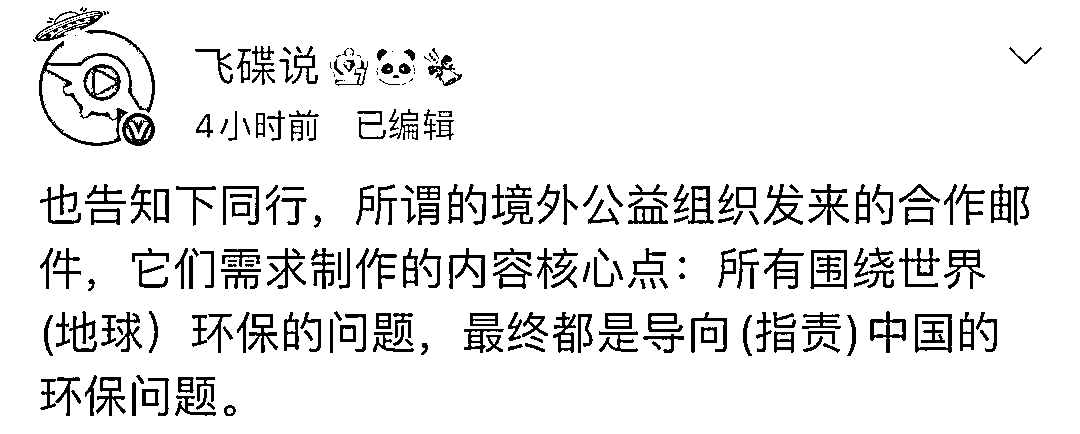 飞碟说
4小时前 已编辑
也告知下同行，所谓的境外公益组织发来的合作邮
件，它们需求制作的内容核心点：所有围绕世界
(地球）环保的问题，最终都是导向(指责)中国的
环保问题。